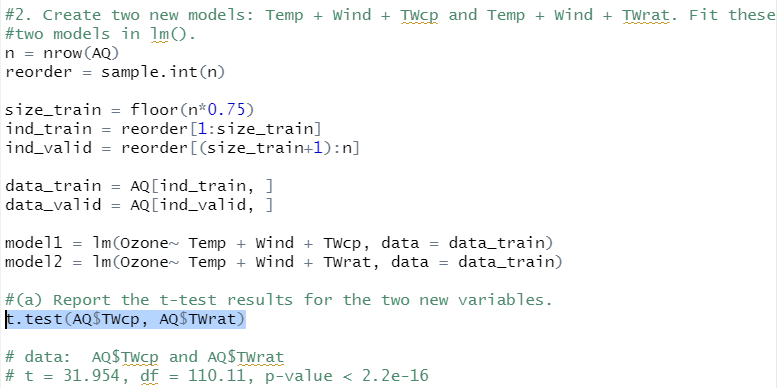 #2. Create two new models: Temp + Wind + TWcp and Temp + Wind + TWrat. Fit these
#two models in lm().
n = nrow(AQ)
reorder = sample.int(n)
size_train = floor(n*0.75)
ind_train = reorder[1:size_train]
ind_valid = reorder[(size_train+1):n]
data_train = AQ[ind_train, ]
data_valid = AQ[ind_valid, ]
model1 = lm(Ozone~ Temp + Wind + TWcp, data = data_train)
model2 = lm(Ozone~ Temp + Wind + TWrat, data = data_train)
#(a) Report the t-test results for the two new variables.
t.test(AQ$TWcp, AQ$TWrat)
# data:  AQ$TWcp and AQ$TWrat
# t = 31.954, df = 110.11, p-value < 2.2e-16